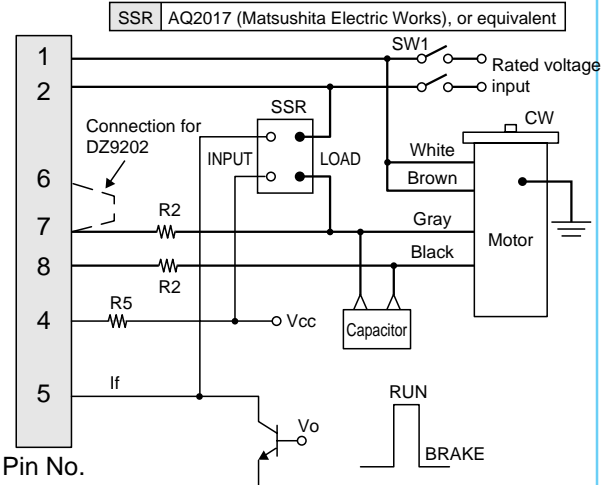 SSR AQ2017 (Matsushita Electric Works), or equivalent
1
SW1
Rated voltage
input
2
SSR
CW
Connection for
DZ9202
INPUT
LOAD
White
Brown
6
7
R2
Gray
Motor
8
R2
Black
R5
4
Vcc
Capacitor
5
If
RUN
Vo
BRAKE
Pin No.